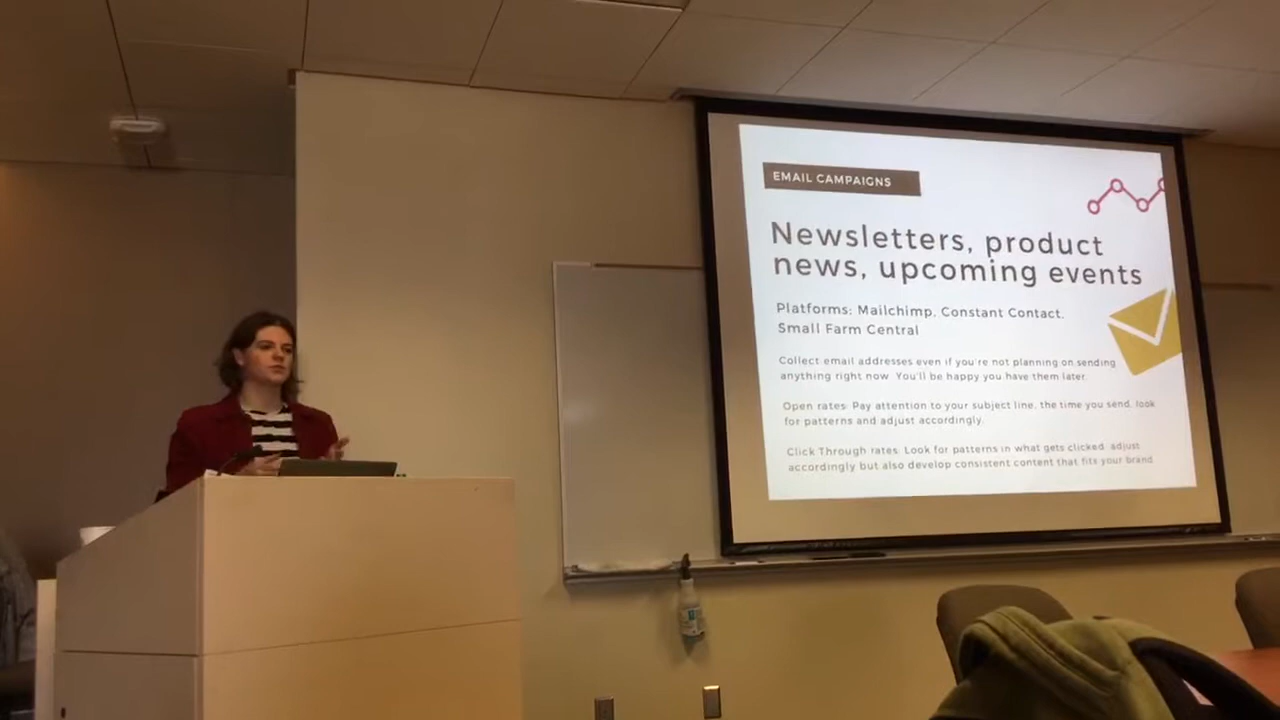 EMAIL CAMPAIGNS
Newsletters, product
news, upcoming events
Platforms: Mailchimp, Constant Contact,
Small Farm Central
Collect email addresses even if you're not planning on sending
anything right now. You'll be happy you have them later.
Open rates: Pay attention to your subject line, the time you send, look
for patterns and adjust accordingly.
Click Through rates: Look for patterns in what gets clicked, adjust
accordingly but also develop consistent content that fits your brand.